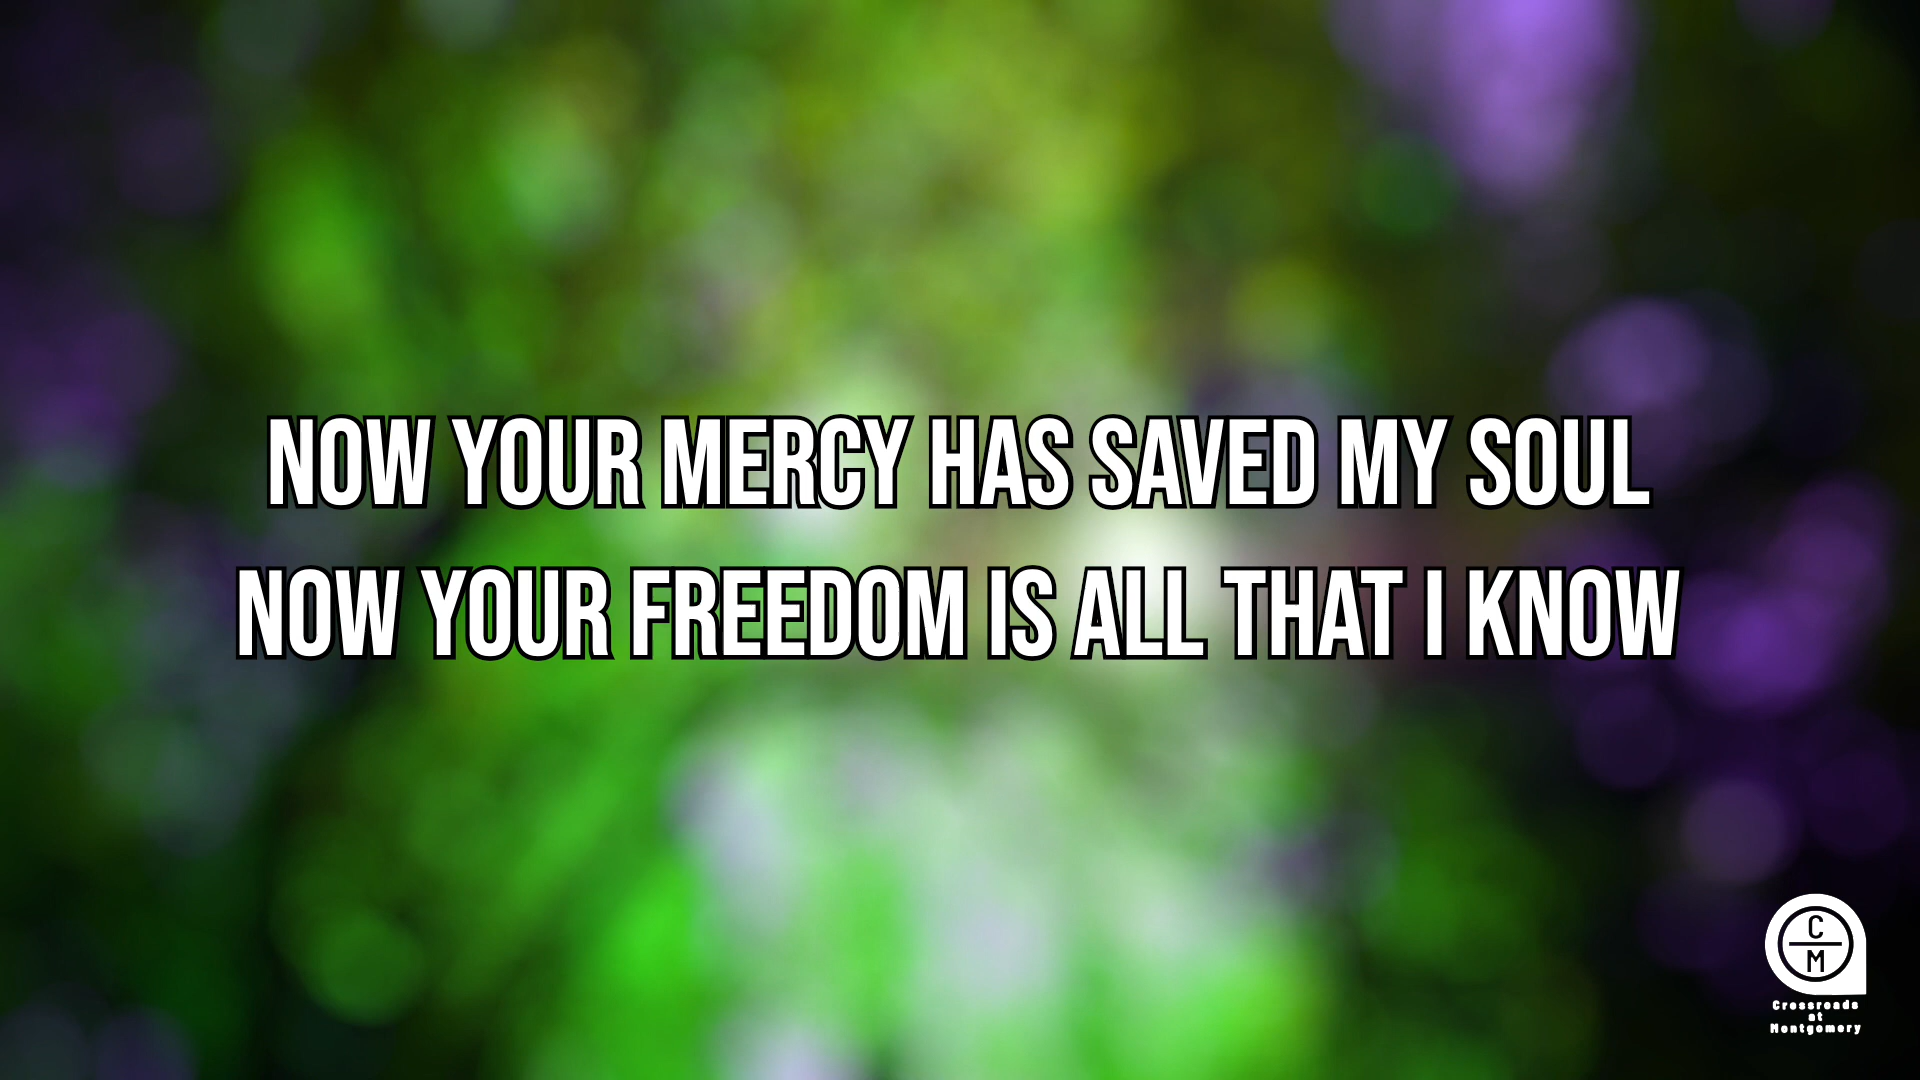 NOW YOUR MERCY HAS SAVED MY SOUL
NOW YOUR FREEDOM IS ALL THAT I KNOW
C
M
Crossroads
at
Montgomery